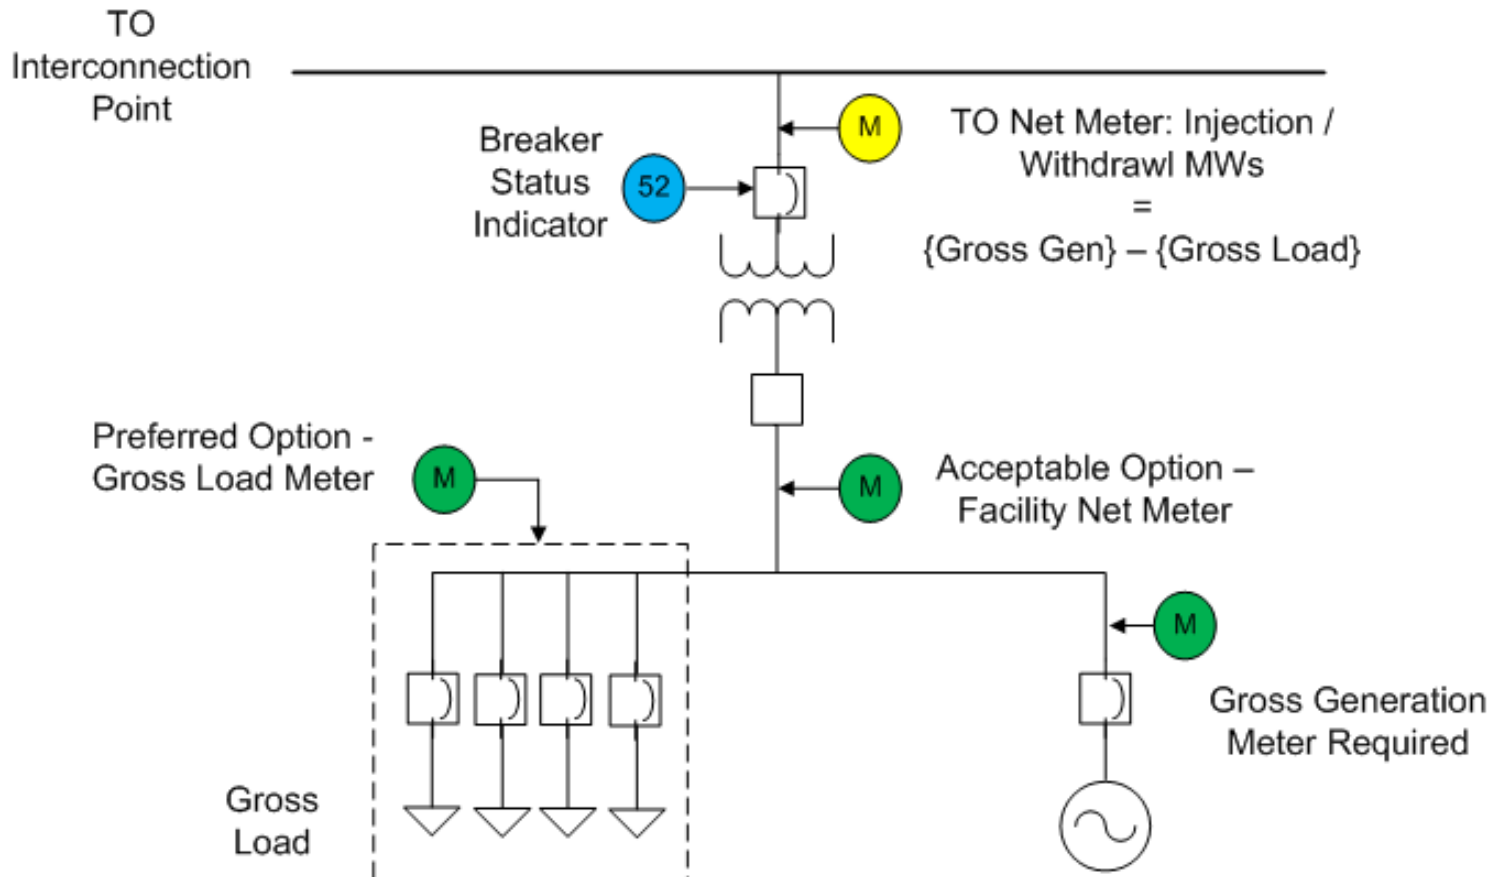 TO
Interconnection
Point
M
TO Net Meter: Injection /
Withdrawl MWs
=
{Gross Gen} – {Gross Load}
Breaker
Status
Indicator
52
Preferred Option -
Gross Load Meter
M
M
Acceptable Option –
Facility Net Meter
M
Gross Generation
Meter Required
Gross
Load